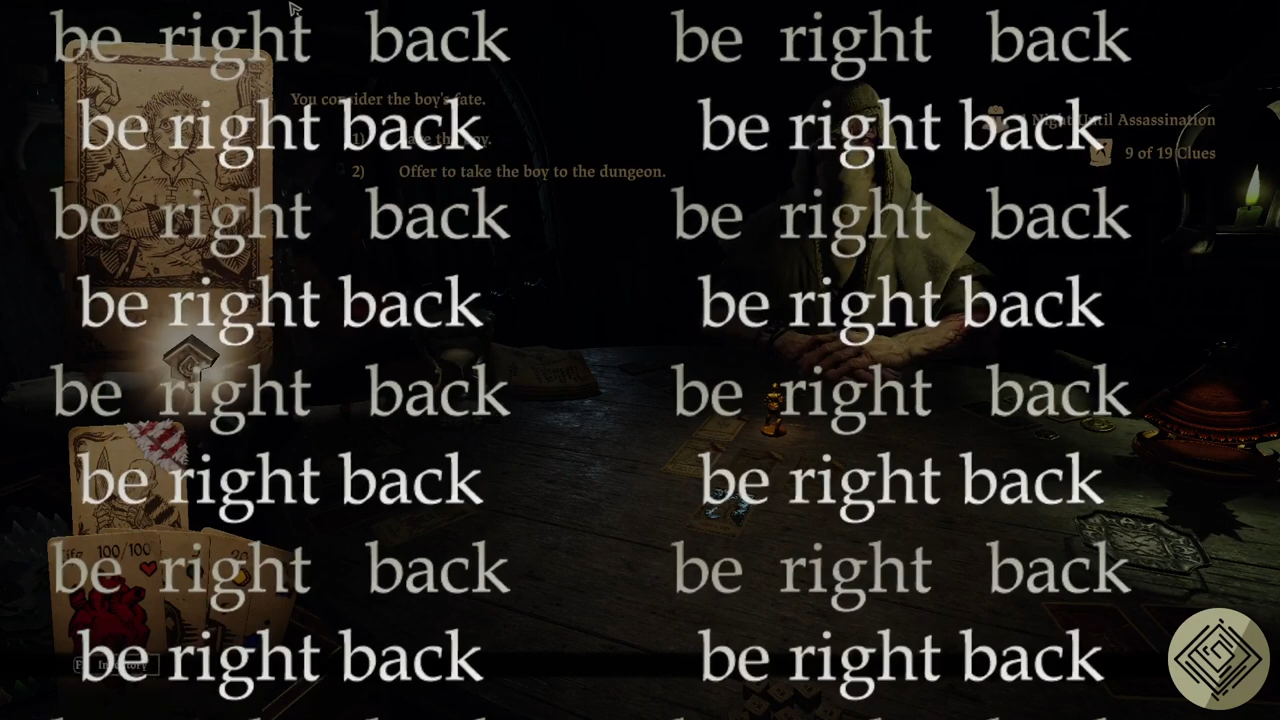 be right back be right back
You consider the boy's fate.
be right back be right back
Night Until Assassination
9 of 19 Clues
2) Offer to take the boy to the dungeon.
be right back be right back
be right back be right back
be right back be right back
be right back be right back
100/100
be right back be right back
be right back be right back